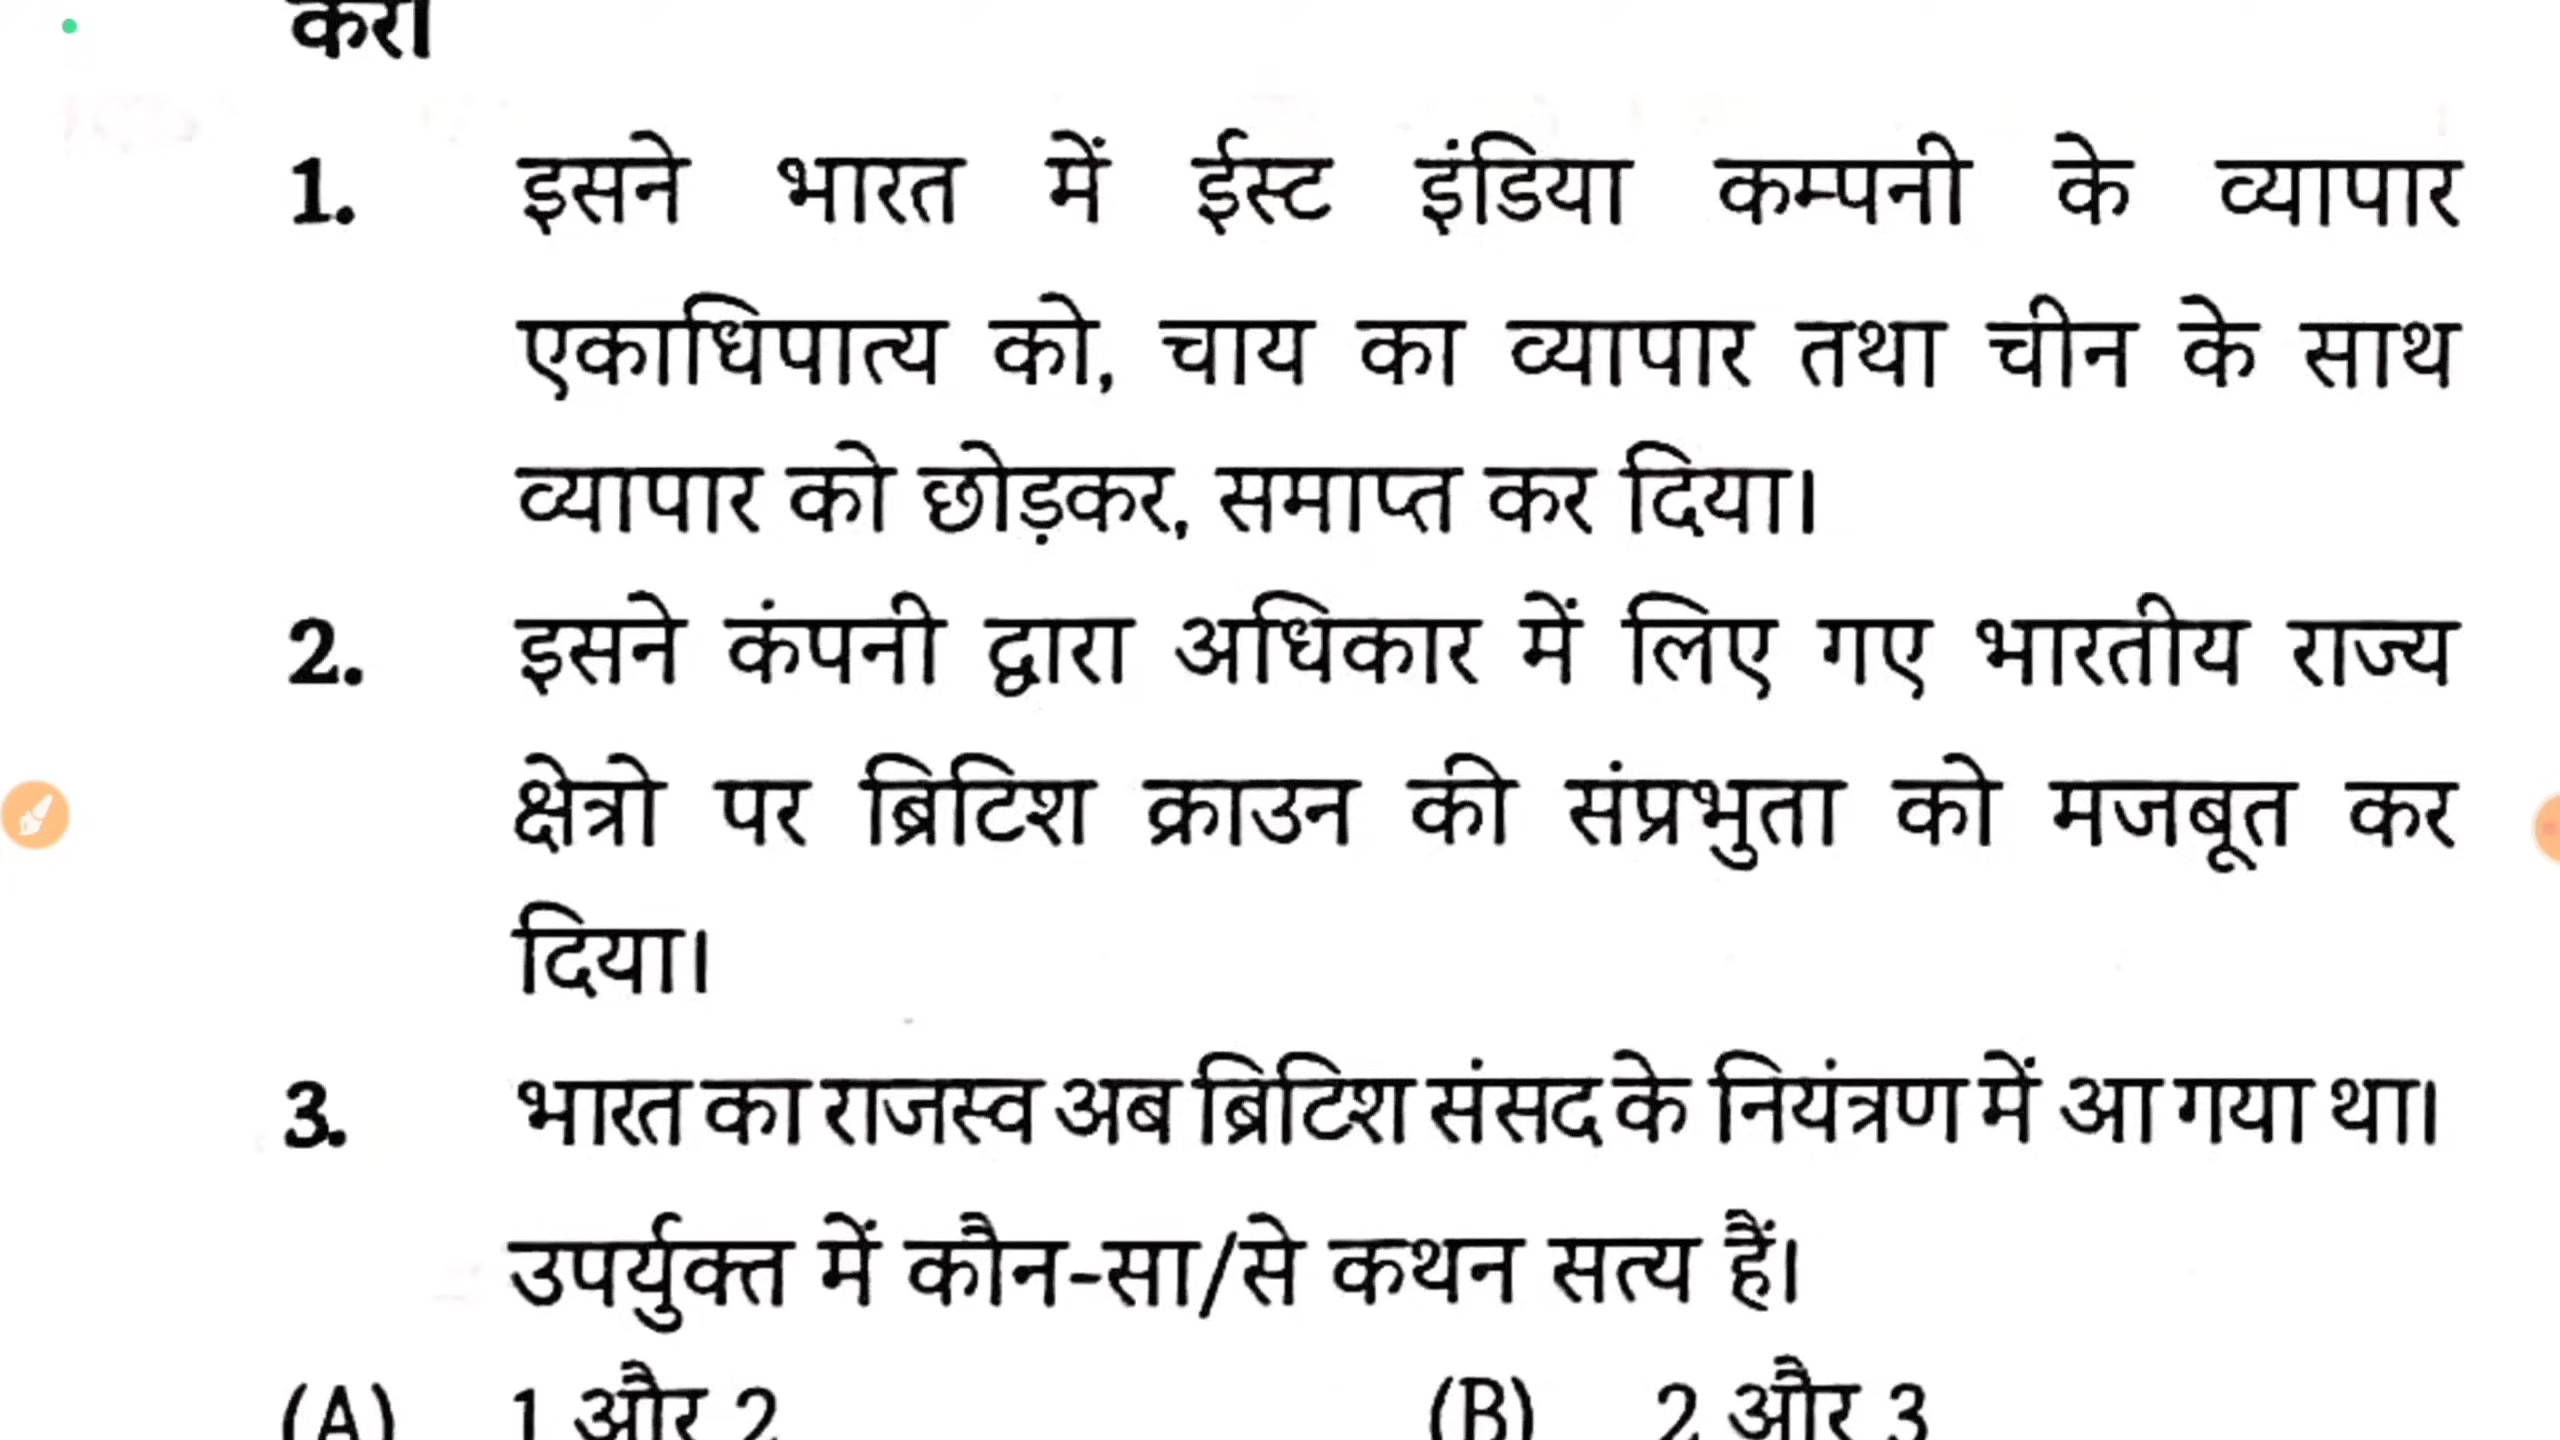 करें।
1. इसने भारत में ईस्ट इंडिया कम्पनी के व्यापार
एकाधिपात्य को, चाय का व्यापार तथा चीन के साथ
व्यापार को छोड़कर, समाप्त कर दिया।
2. इसने कंपनी द्वारा अधिकार में लिए गए भारतीय राज्य
क्षेत्रो पर ब्रिटिश क्राउन की संप्रभुता को मजबूत कर
दिया।
3. भारत का राजस्व अब ब्रिटिश संसद के नियंत्रण में आ गया था।
उपर्युक्त में कौन-सा/से कथन सत्य हैं।
(A) 1 और 2 (B) 2 और 3